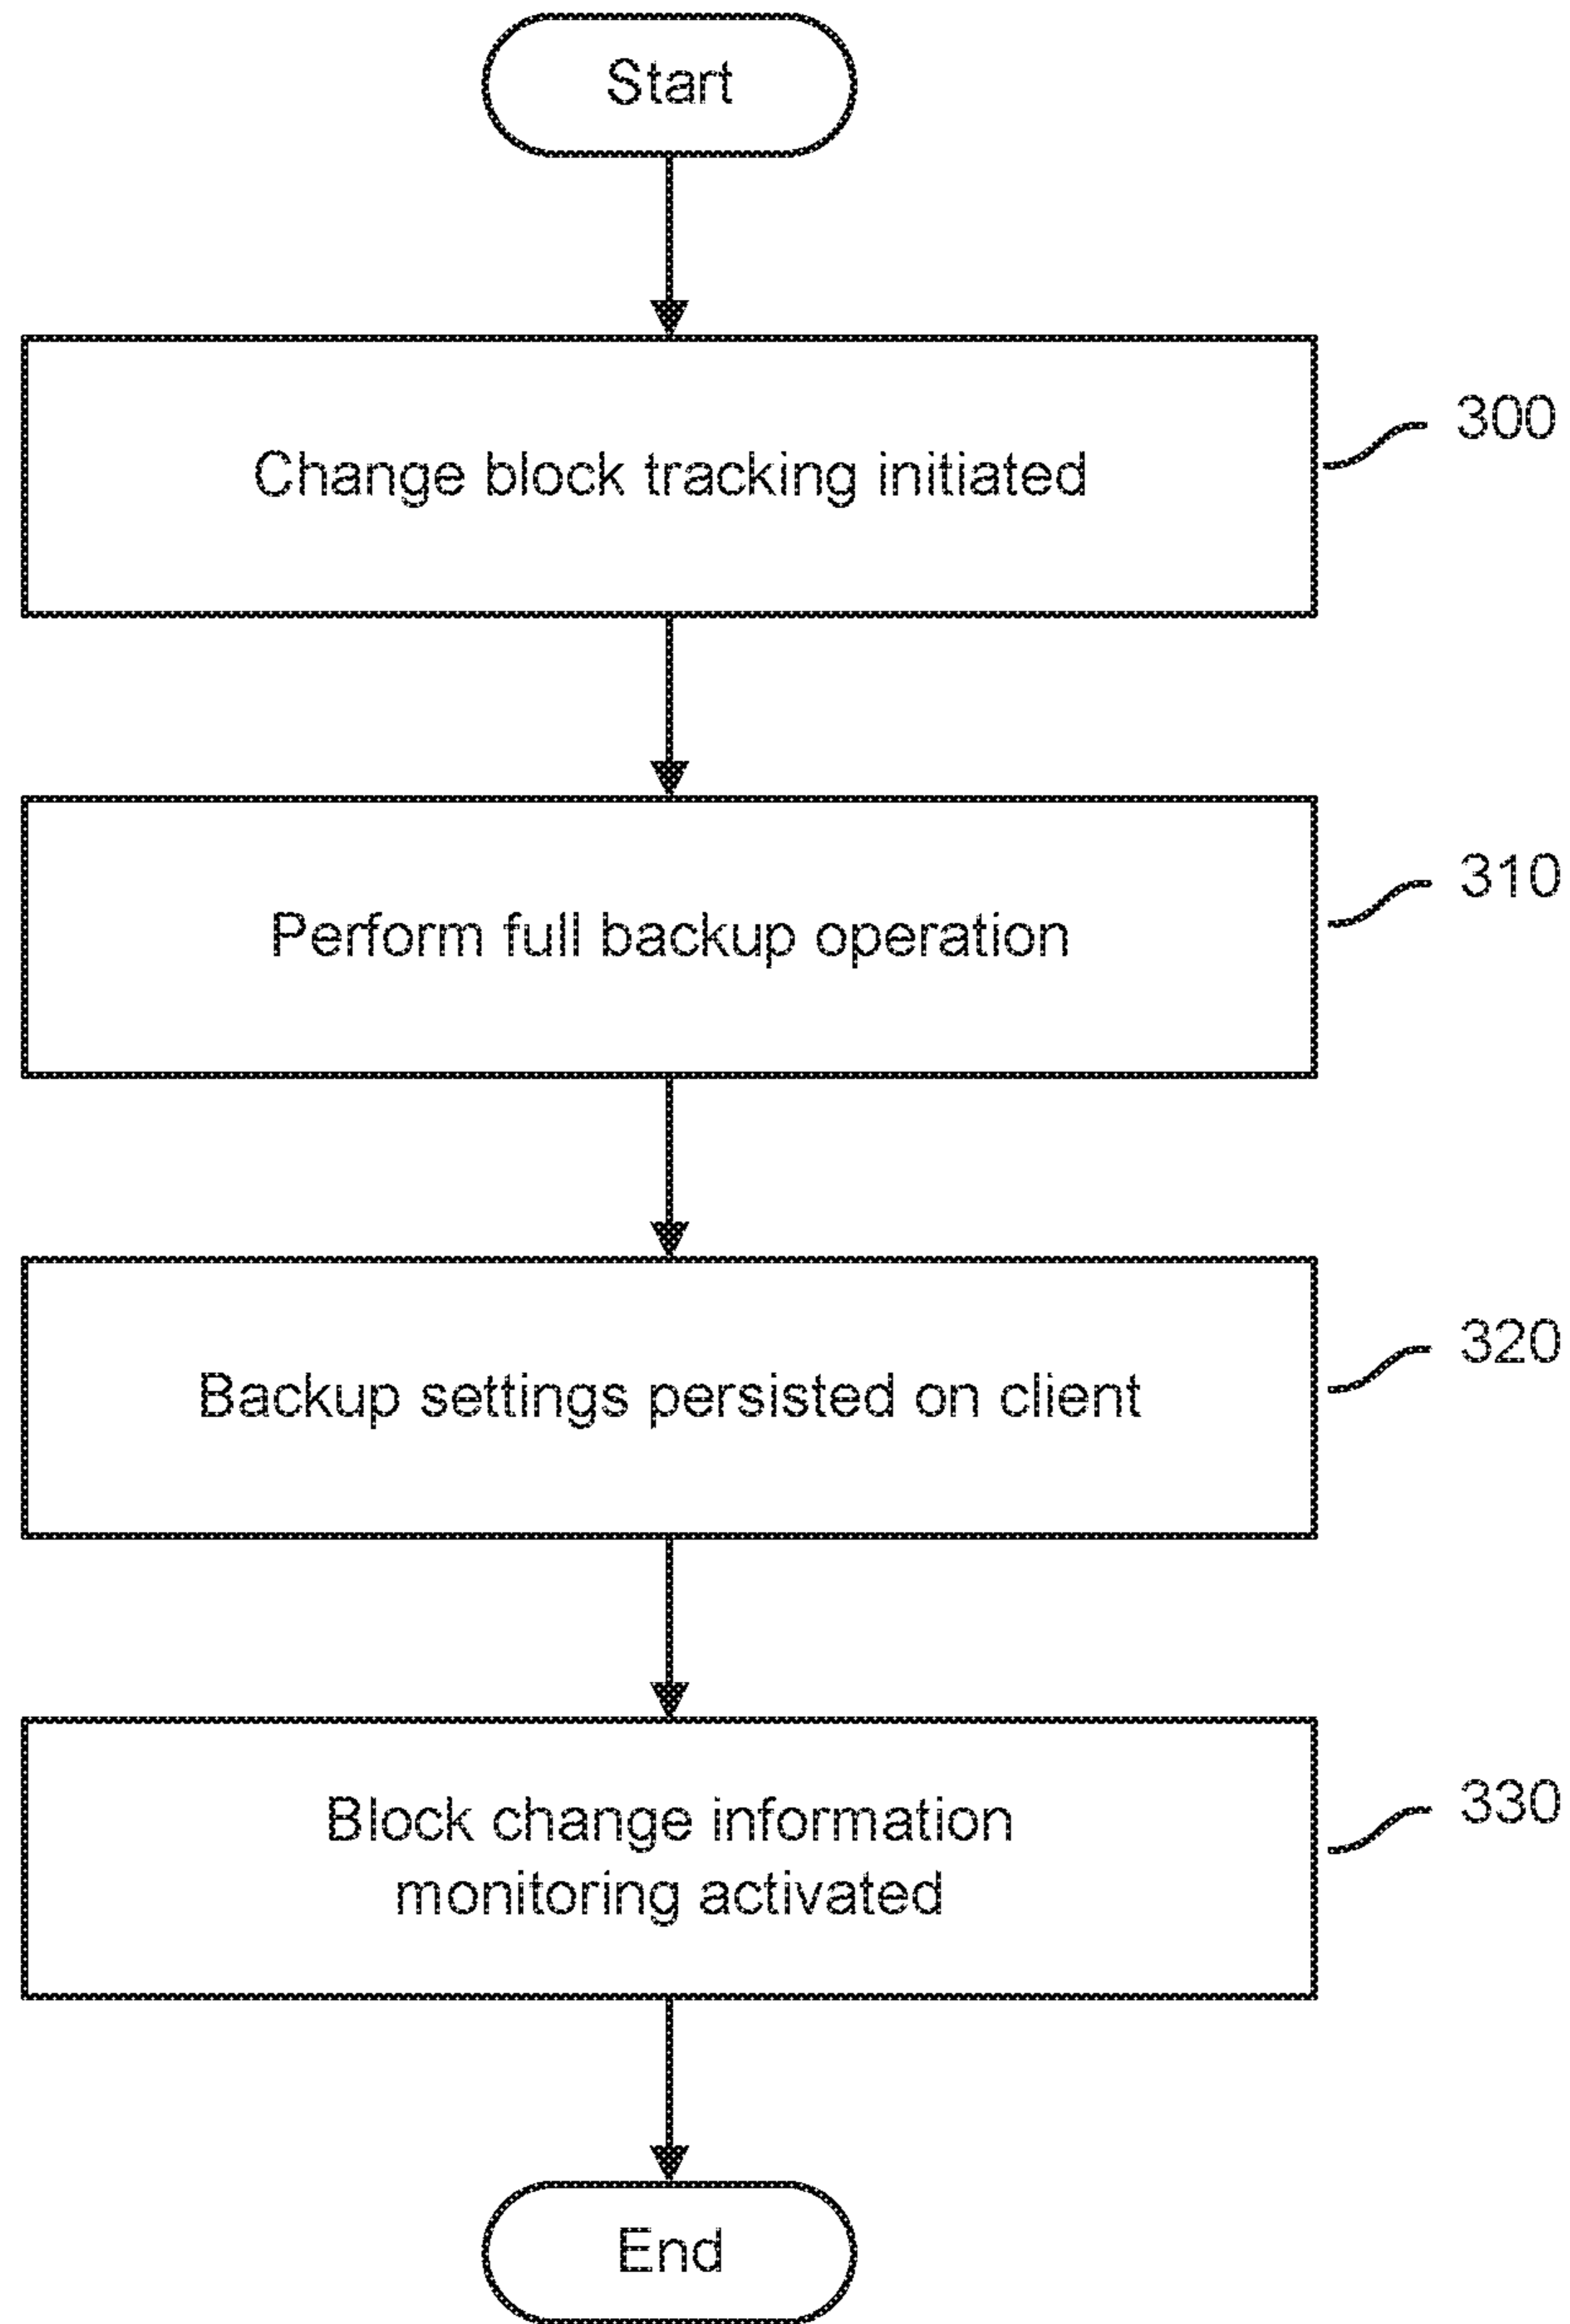 Start
Change block tracking initiated
300
Perform full backup operation
310
Backup settings persisted on client
320
Block change information
monitoring activated
330
End